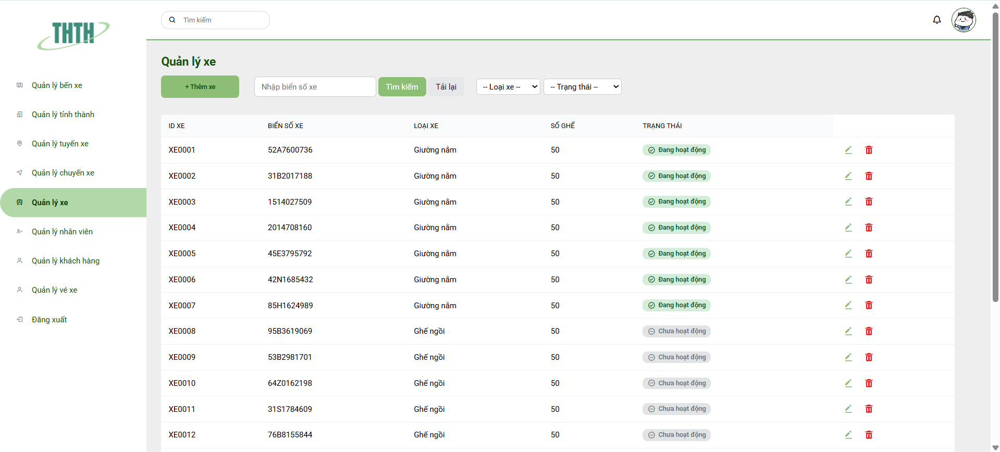 THTH
Tìm kiếm
Quản lý bến xe
Quản lý tỉnh thành
Quản lý tuyến xe
Quản lý chuyến xe
Quản lý xe
Quản lý nhân viên
Quản lý khách hàng
Quản lý vé xe
Đăng xuất
Quản lý xe
+ Thêm xe
Nhập biển số xe
Tìm kiếm
Tải lại
-- Loại xe --
-- Trạng thái --
ID XE BIỂN SỐ XE LOẠI XE SỐ GHẾ TRẠNG THÁI
XE0001 52A7600736 Giường nằm 50 Đang hoạt động
XE0002 31B2017188 Giường nằm 50 Đang hoạt động
XE0003 1514027509 Giường nằm 50 Đang hoạt động
XE0004 2014708160 Giường nằm 50 Đang hoạt động
XE0005 45E3795792 Giường nằm 50 Đang hoạt động
XE0006 42N1685432 Giường nằm 50 Đang hoạt động
XE0007 85H1624989 Giường nằm 50 Đang hoạt động
XE0008 95B3619069 Ghế ngồi 50 Chưa hoạt động
XE0009 53B2981701 Ghế ngồi 50 Chưa hoạt động
XE0010 64Z0162198 Ghế ngồi 50 Chưa hoạt động
XE0011 31S1784609 Ghế ngồi 50 Chưa hoạt động
XE0012 76B8155844 Ghế ngồi 50 Chưa hoạt động